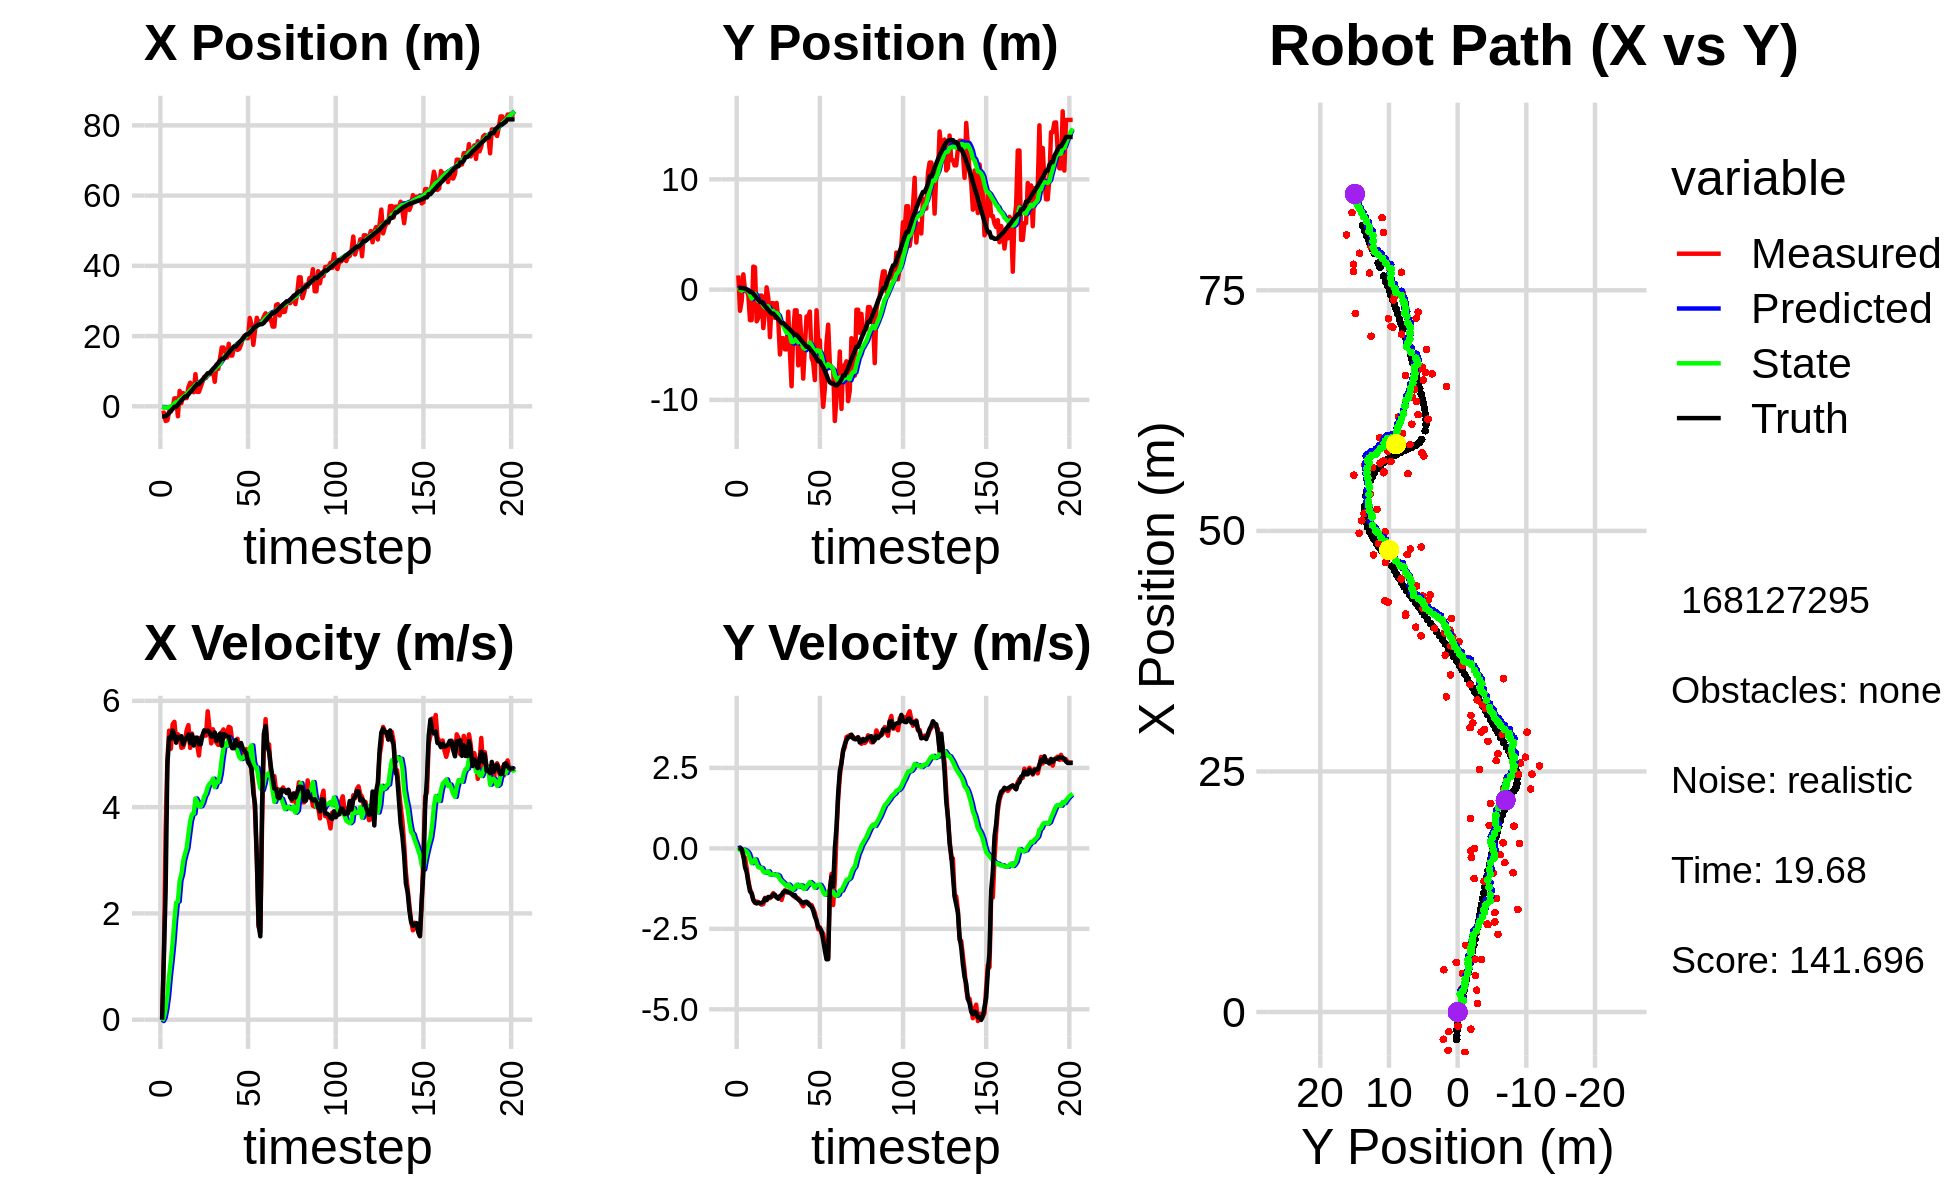 X Position (m)
80
60
40
20
0
0
50
100
150
200
timestep
Y Position (m)
10
0
-10
0
50
100
150
200
timestep
X Velocity (m/s)
6
4
2
0
0
50
100
150
200
timestep
Y Velocity (m/s)
2.5
0.0
-2.5
-5.0
0
50
100
150
200
timestep
Robot Path (X vs Y)
X Position (m)
75
50
25
0
20
10
0
-10
-20
Y Position (m)
variable
Measured
Predicted
State
Truth
168127295
Obstacles: none
Noise: realistic
Time: 19.68
Score: 141.696